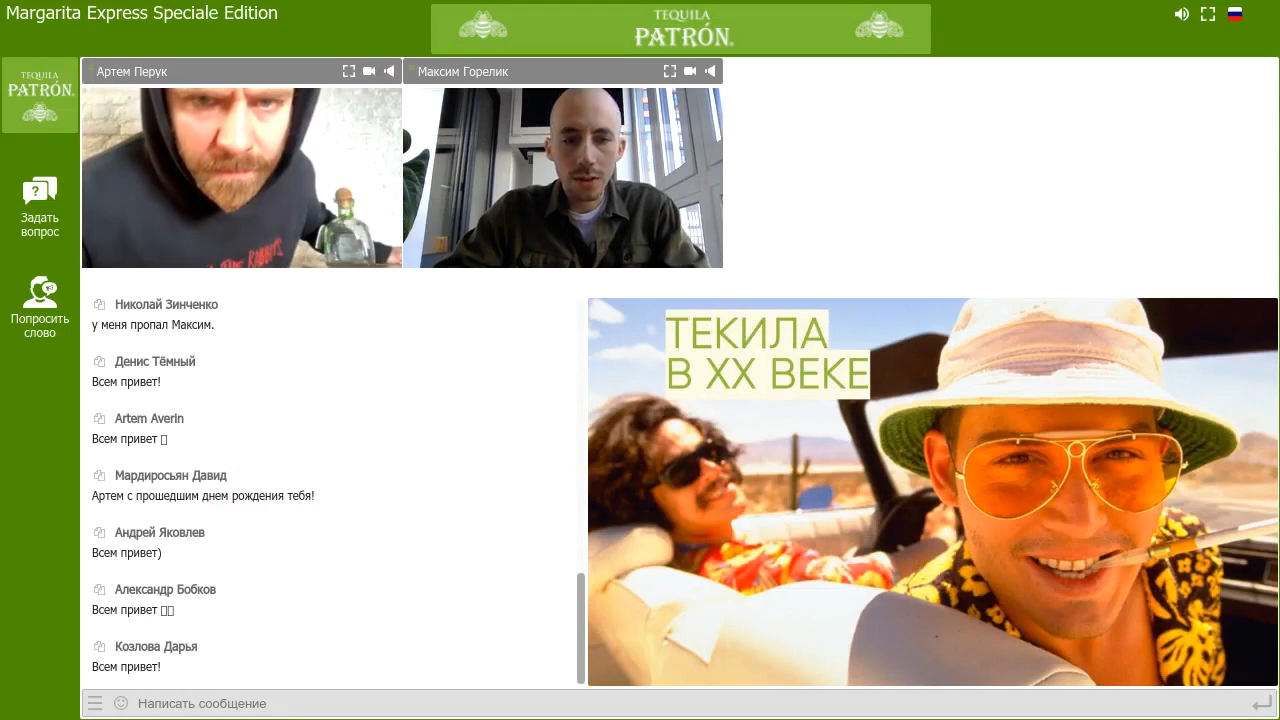 Margarita Express Speciale Edition
TEQUILA
PATRÓN.
TEQUILA
PATRÓN.
Задать
вопрос
Попросить
слово
Артем Перук
Максим Горелик
Николай Зинченко
у меня пропал Максим.
Денис Тёмный
Всем привет!
Artem Averin
Всем привет
Мардиросьян Давид
Артем с прошедшим днем рождения тебя!
Андрей Яковлев
Всем привет)
Александр Бобков
Всем привет
Козлова Дарья
Всем привет!
Написать сообщение
ТЕКИЛА
В XX ВЕКЕ